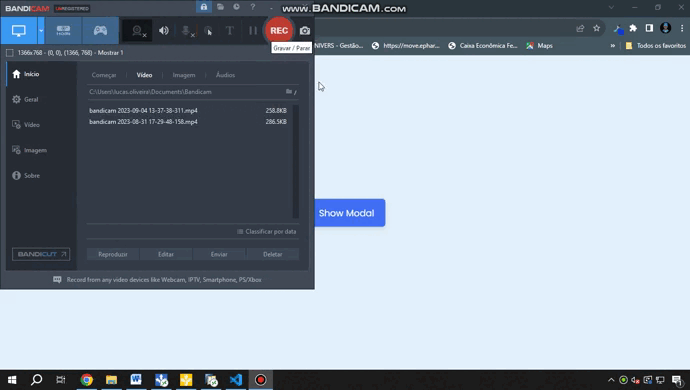 BANDICAM UNREGISTERED
www.BANDICAM.com
REC
Gravar / Parar
1366x768 - (0, 0), (1366, 768) - Mostrar 1
NIVERS - Gestão...
https://move.ephar...
Caixa Econômica Fe...
Maps
Todos os favoritos
Início
Geral
Vídeo
Imagem
Sobre
BANDICUT
Começar
Vídeo
Imagem
Áudios
C:\Users\lucas.oliveira\Documents\Bandicam
bandicam 2023-09-04 13-37-38-311.mp4 258.8KB
bandicam 2023-08-31 17-29-48-158.mp4 286.5KB
Classificar por data
Reproduzir
Editar
Enviar
Deletar
Record from any video devices like Webcam, IPTV, Smartphone, PS/Xbox
Show Modal